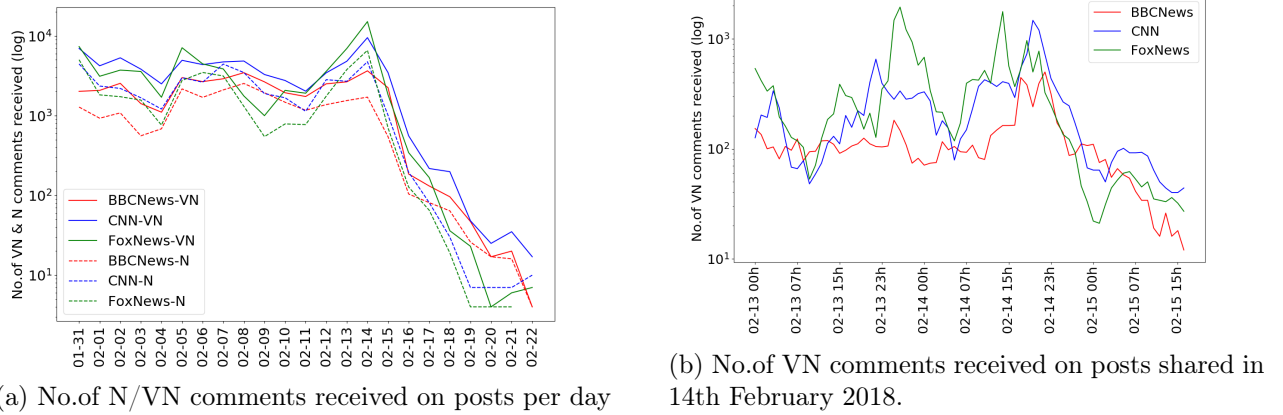 No.of VN & N comments received (log)
10^4
10^3
10^2
10^1
BBCNews-VN
CNN-VN
FoxNews-VN
BBCNews-N
CNN-N
FoxNews-N
01-31
02-01
02-02
02-03
02-04
02-05
02-06
02-07
02-08
02-09
02-10
02-11
02-12
02-13
02-14
02-15
02-16
02-17
02-18
02-19
02-20
02-21
02-22
(a) No.of N/VN comments received on posts per day
No.of VN comments received (log)
10^3
10^2
10^1
BBCNews
CNN
FoxNews
02-13 00h
02-13 07h
02-13 15h
02-13 23h
02-14 00h
02-14 07h
02-14 15h
02-14 23h
02-15 00h
02-15 07h
02-15 15h
(b) No.of VN comments received on posts shared in
14th February 2018.